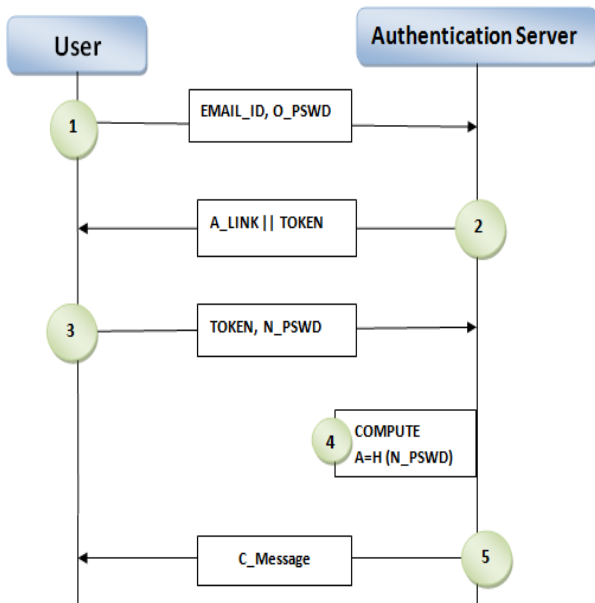 User
Authentication Server
1
EMAIL_ID, O_PSWD
A_LINK || TOKEN
2
3
TOKEN, N_PSWD
4
COMPUTE
A=H (N_PSWD)
C_Message
5